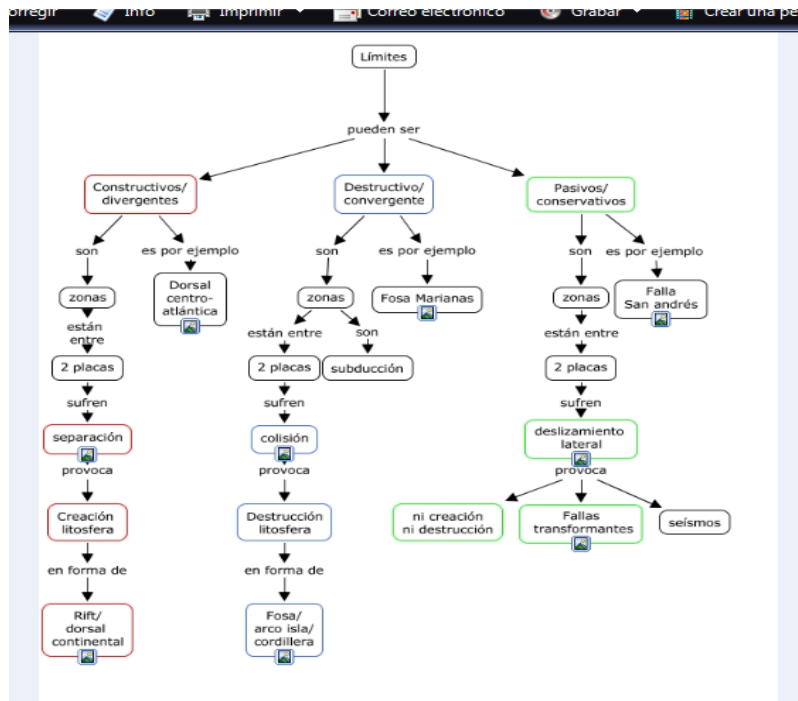 orregir Info Imprimir Correo electrónico Grabar Crear una pe
Límites
pueden ser
Constructivos/
divergentes
Destructivo/
convergente
Pasivos/
conservativos
son
es por ejemplo
son
es por ejemplo
son
es por ejemplo
zonas
Dorsal
centro-
atlántica
zonas
Fosa Marianas
zonas
Falla
San andrés
están
entre
están entre
son
están entre
2 placas
2 placas
subducción
2 placas
sufren
sufren
sufren
separación
colisión
deslizamiento
lateral
provoca
provoca
provoca
Creación
litosfera
Destrucción
litosfera
ni creación
ni destrucción
Fallas
transformantes
seísmos
en forma de
en forma de
Rift/
dorsal
continental
Fosa/
arco isla/
cordillera